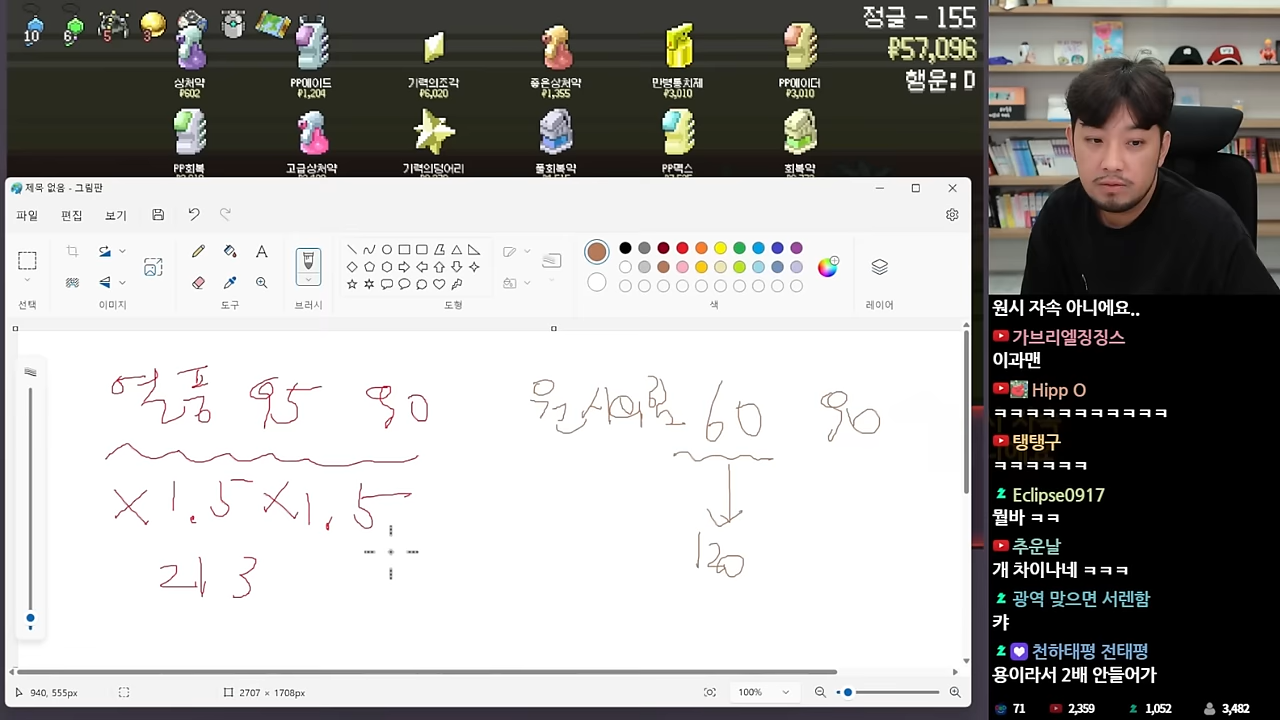 10
6
5
3
정글 - 155
₽57,096
행운: D
상처약
₽602
PP에이드
₽1,204
기력의조각
₽6,020
좋은상처약
₽1,355
만병통치제
₽3,010
PP에이더
₽3,010
PP회복
고급상처약
기력의덩어리
풀회복약
PP맥스
회복약
제목 없음 - 그림판
파일 편집 보기
선택
이미지
도구
브러시
도형
색
레이어
열풍 95 90
원시의힘 60 90
×1.5×1.5
120
213
940, 555px
2707 × 1708px
100%
원시 자속 아니에요..
가브리엘징징스
이과맨
Hipp O
ㅋㅋㅋㅋㅋㅋㅋㅋㅋㅋㅋ
탱탱구
ㅋㅋㅋㅋㅋㅋ
Eclipse0917
뭘바 ㅋㅋ
추운날
개 차이나네 ㅋㅋㅋ
광역 맞으면 서렌함
캬
천하태평 전태평
용이라서 2배 안들어가
71 2,359 1,052 3,482